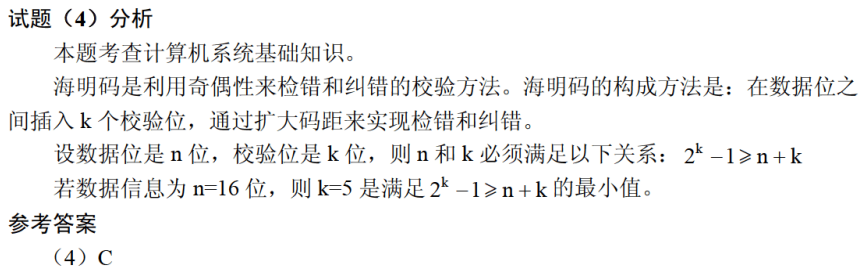 试题（4）分析
本题考查计算机系统基础知识。
海明码是利用奇偶性来检错和纠错的校验方法。海明码的构成方法是：在数据位之
间插入 k 个校验位，通过扩大码距来实现检错和纠错。
设数据位是 n 位，校验位是 k 位，则 n 和 k 必须满足以下关系：2ᵏ −1≥n+k
若数据信息为 n=16 位，则 k=5 是满足 2ᵏ −1≥n+k 的最小值。
参考答案
（4）C